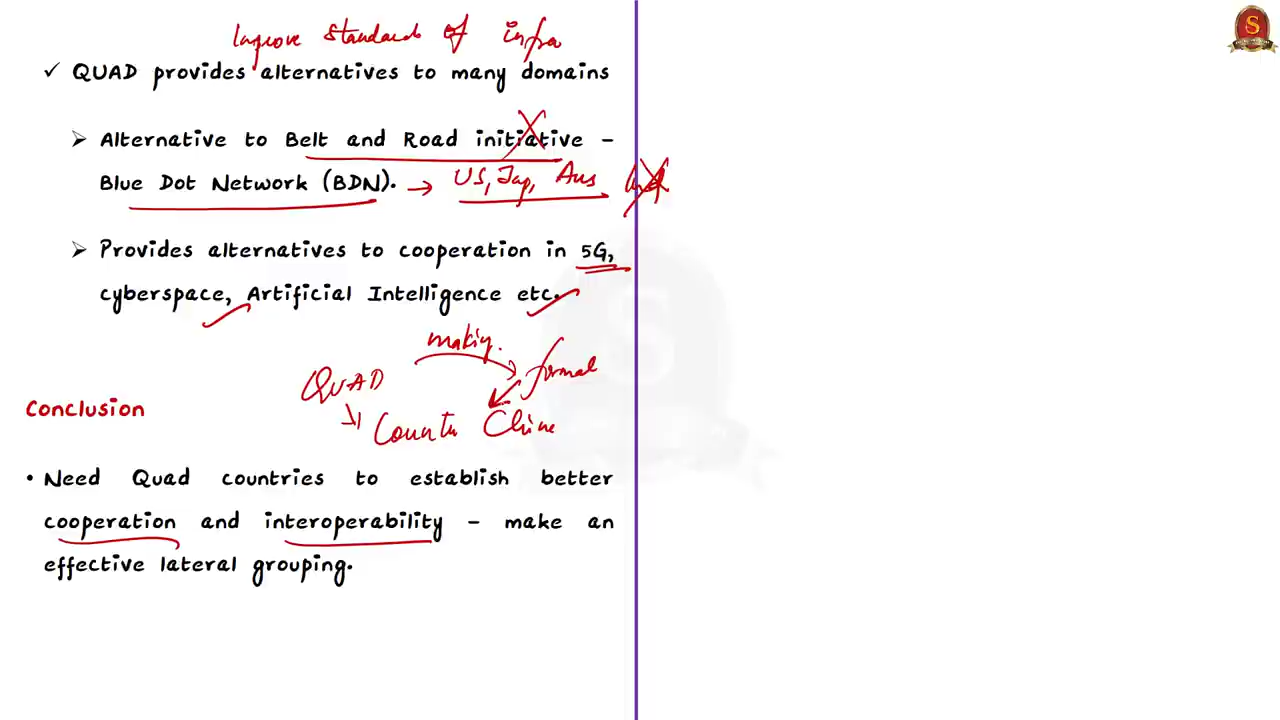 Improve Standards of infra
✓ QUAD provides alternatives to many domains
➢ Alternative to Belt and Road initiative –
Blue Dot Network (BDN). → US, Jap, Aus
➢ Provides alternatives to cooperation in 5G,
cyberspace, Artificial Intelligence etc.
making
QUAD formal
Conclusion
Counter
• Need Quad countries to establish better
cooperation and interoperability – make an
effective lateral grouping.
S